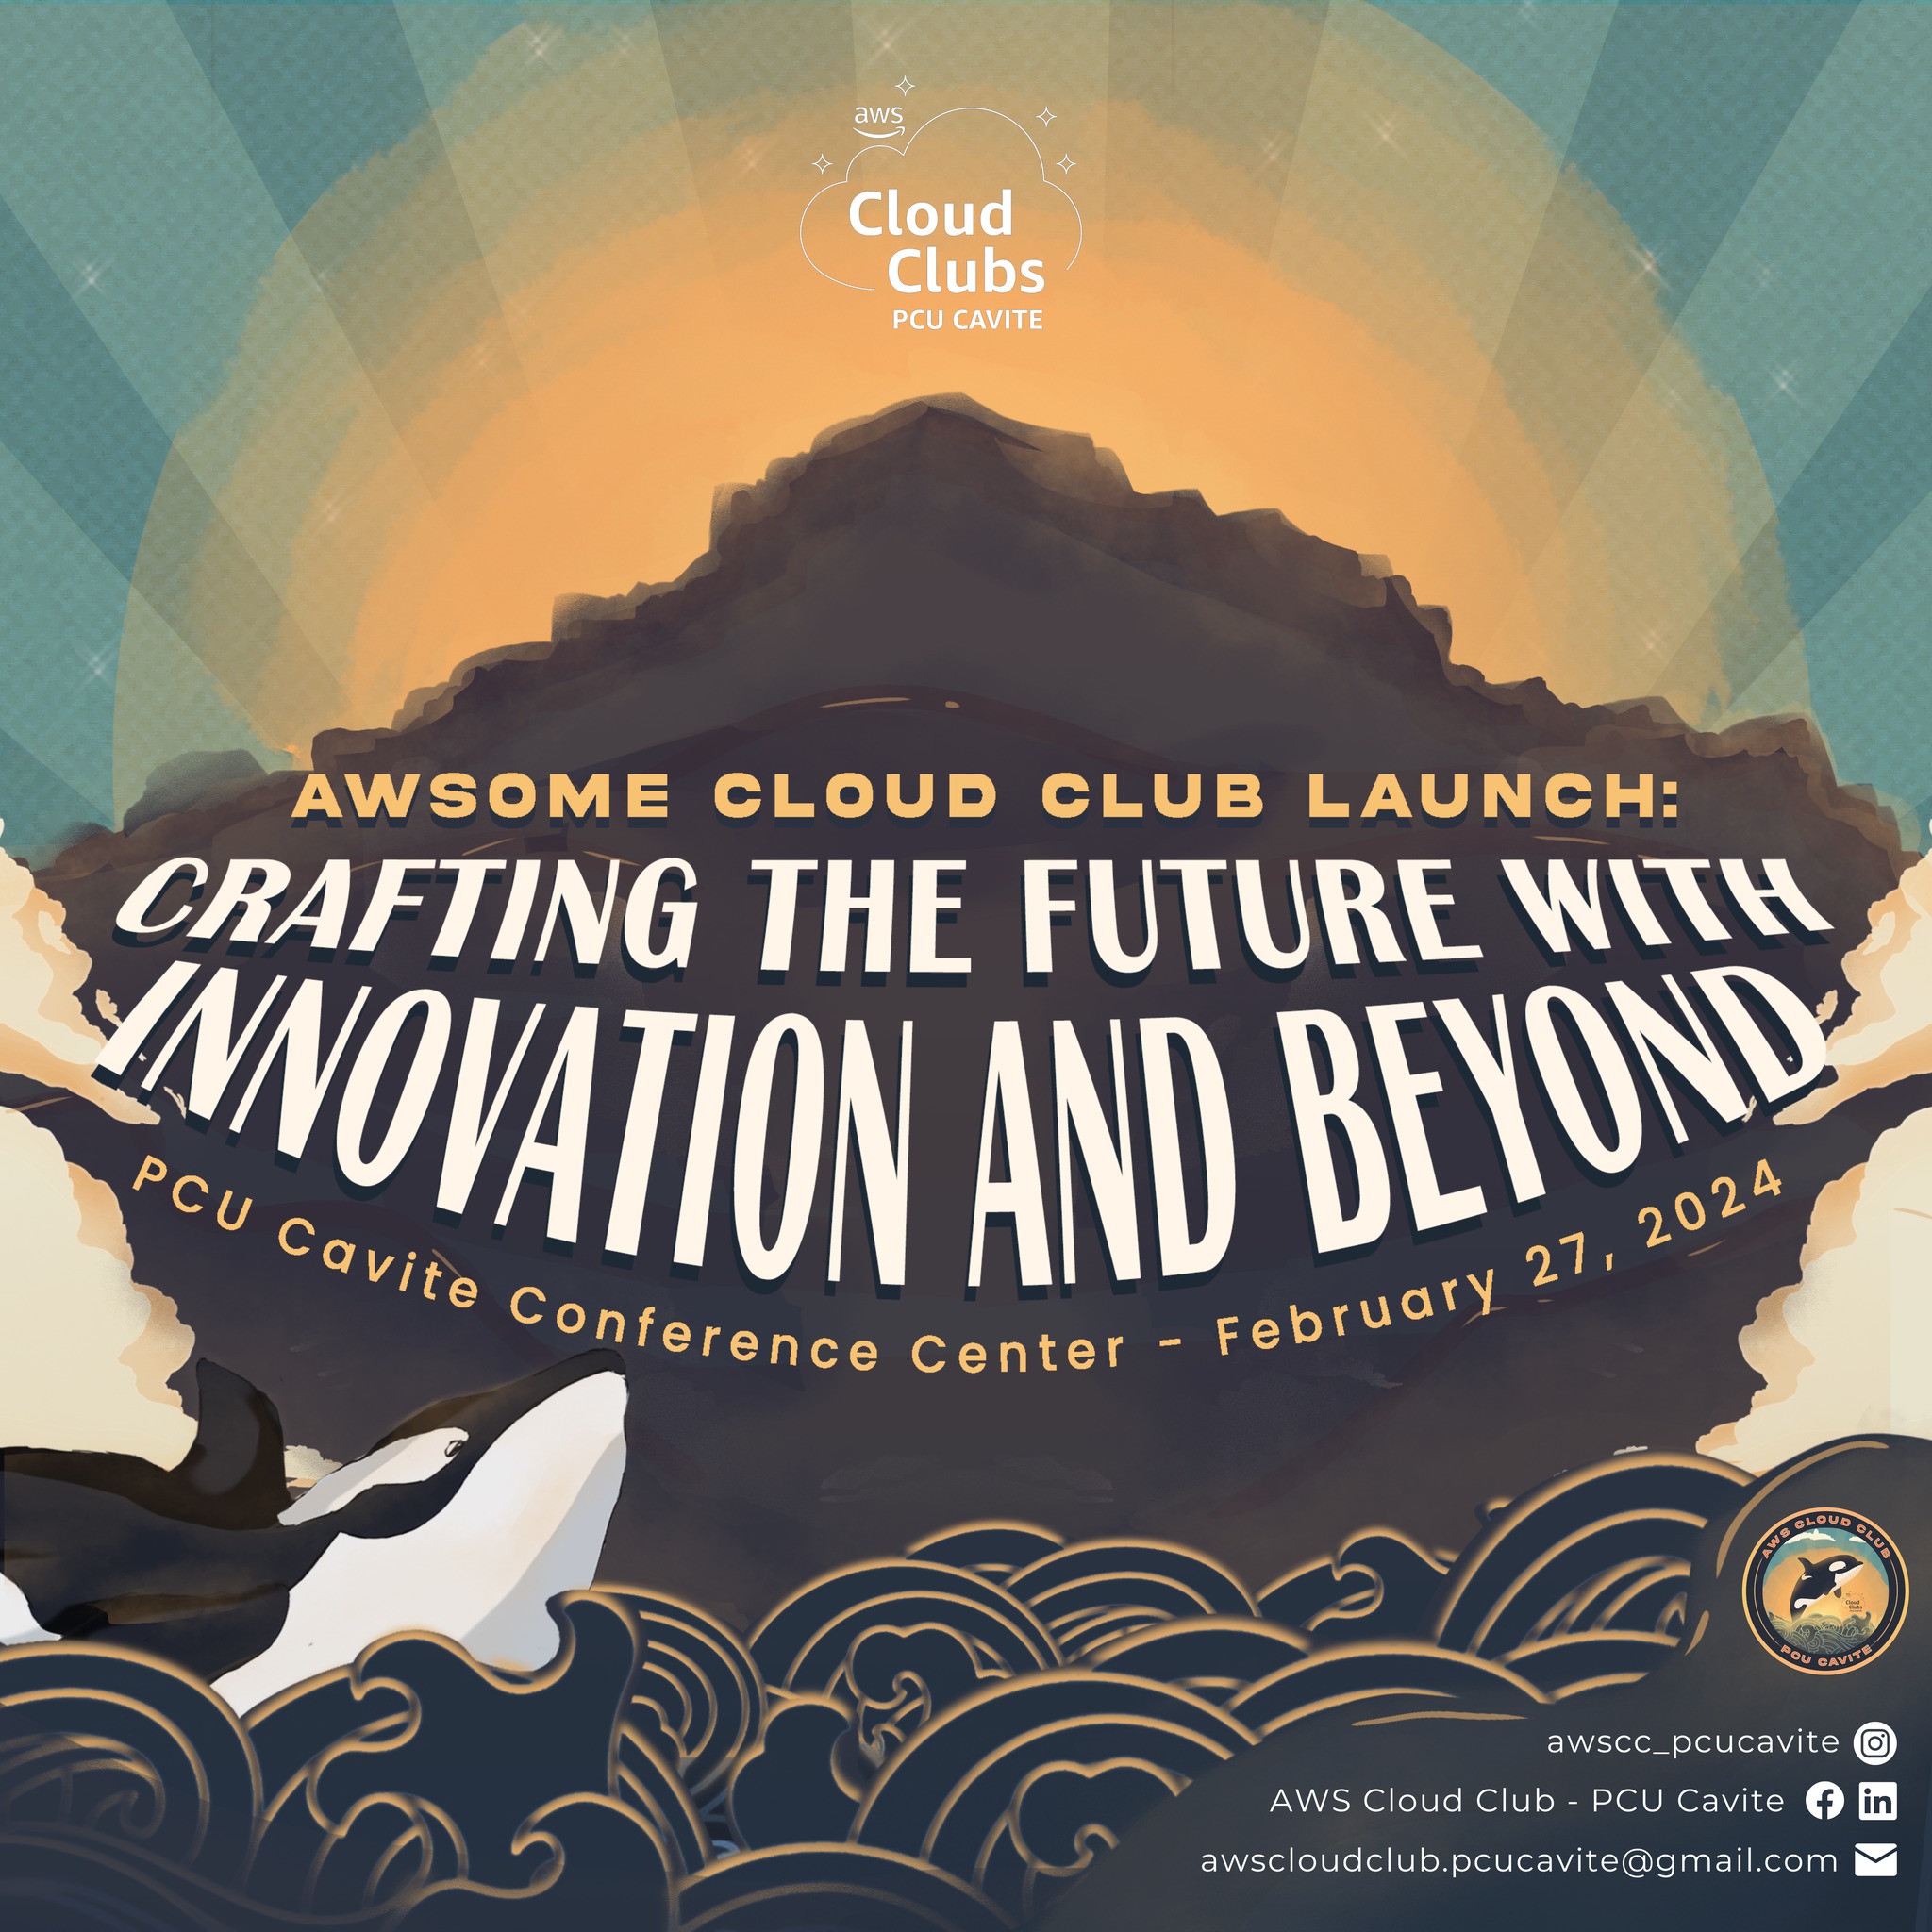 aws
Cloud
Clubs
PCU CAVITE
AWSOME CLOUD CLUB LAUNCH:
CRAFTING THE FUTURE WITH
INNOVATION AND BEYOND
PCU Cavite Conference Center - February 27, 2024
AWS CLOUD CLUB
Cloud
Clubs
PCU CAVITE
awscc_pcucavite
AWS Cloud Club - PCU Cavite
awscloudclub.pcucavite@gmail.com